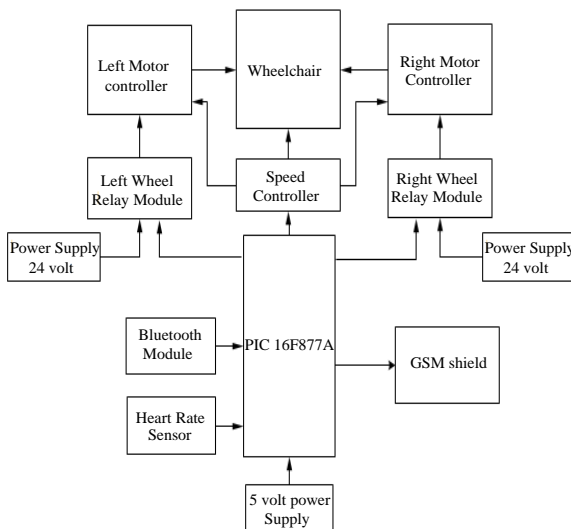 Left Motor
controller
Wheelchair
Right Motor
Controller
Left Wheel
Relay Module
Speed
Controller
Right Wheel
Relay Module
Power Supply
24 volt
Power Supply
24 volt
Bluetooth
Module
PIC 16F877A
GSM shield
Heart Rate
Sensor
5 volt power
Supply